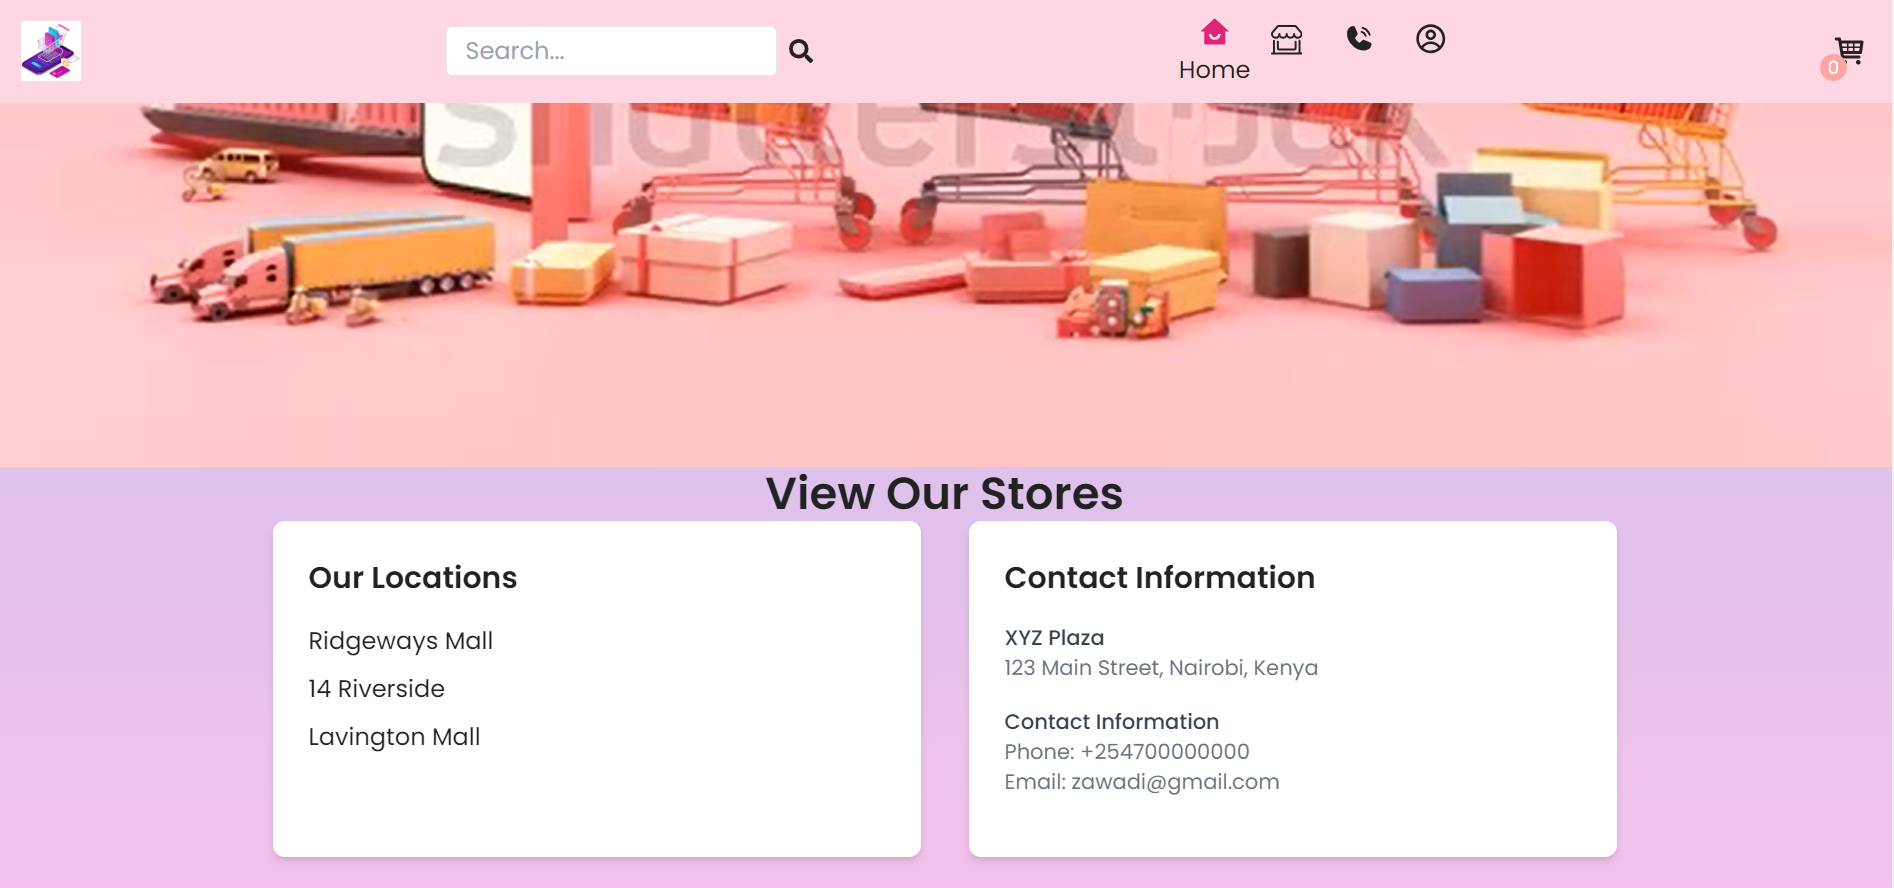 Search...
Home
0
shutterstock
View Our Stores
Our Locations
Ridgeways Mall
14 Riverside
Lavington Mall
Contact Information
XYZ Plaza
123 Main Street, Nairobi, Kenya
Contact Information
Phone: +254700000000
Email: zawadi@gmail.com